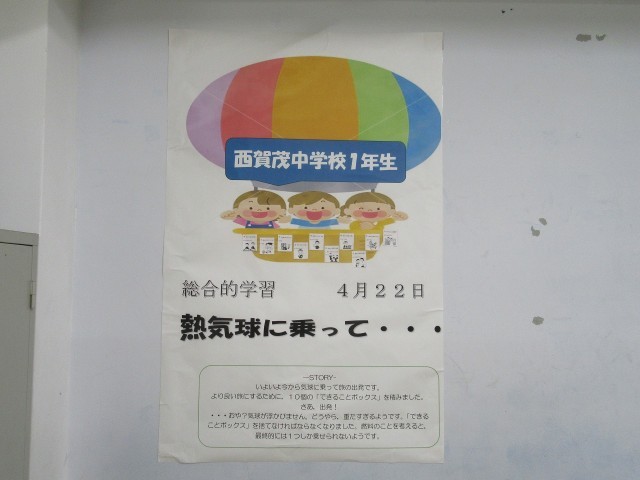 西賀茂中学校1年生
総合的学習　４月２２日
熱気球に乗って・・・
―STORY-
いよいよ今から気球に乗って旅の出発です。
より良い旅にするために、１０個の「できることボックス」を積みました。
さあ、出発！
・・・おや？気球が浮かびません。どうやら、重たすぎるようです。「できる
ことボックス」を捨てなければならなくなりました。燃料のことを考えると、
最終的には１つしか乗せられないようです。